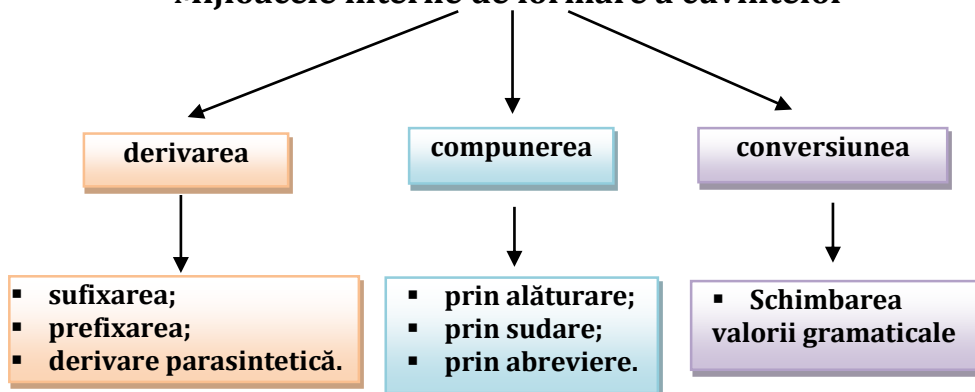 Mijloacele interne de formare a cuvintelor
derivarea
compunerea
conversiunea
▪ sufixarea;
▪ prefixarea;
▪ derivare parasintetică.
▪ prin alăturare;
▪ prin sudare;
▪ prin abreviere.
▪ Schimbarea
valorii gramaticale